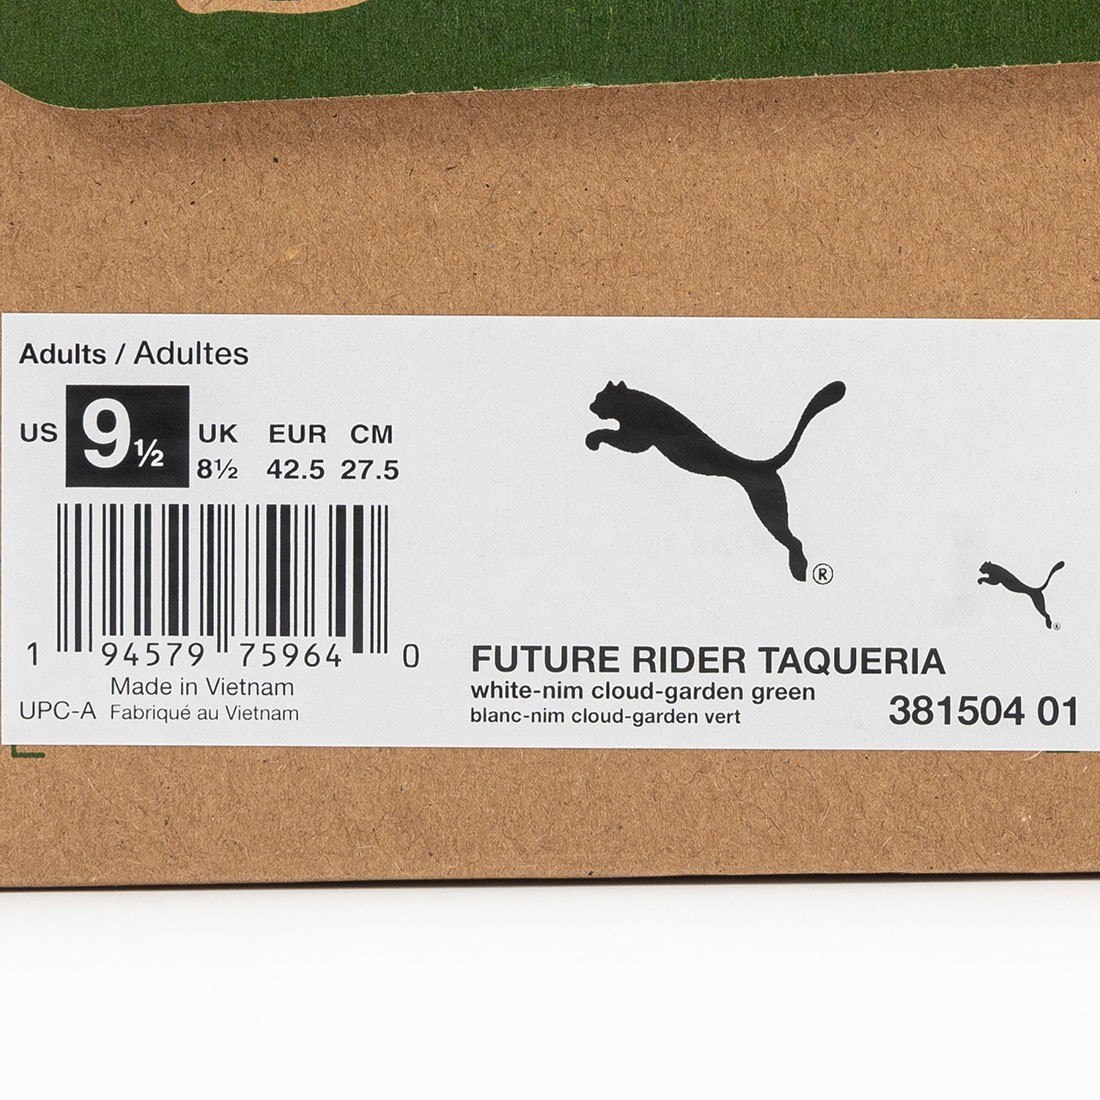 Adults / Adultes
US 9½ UK EUR CM
8½ 42.5 27.5
1 94579 75964 0
Made in Vietnam
UPC-A Fabriqué au Vietnam
®
®
FUTURE RIDER TAQUERIA
white-nim cloud-garden green
blanc-nim cloud-garden vert
381504 01